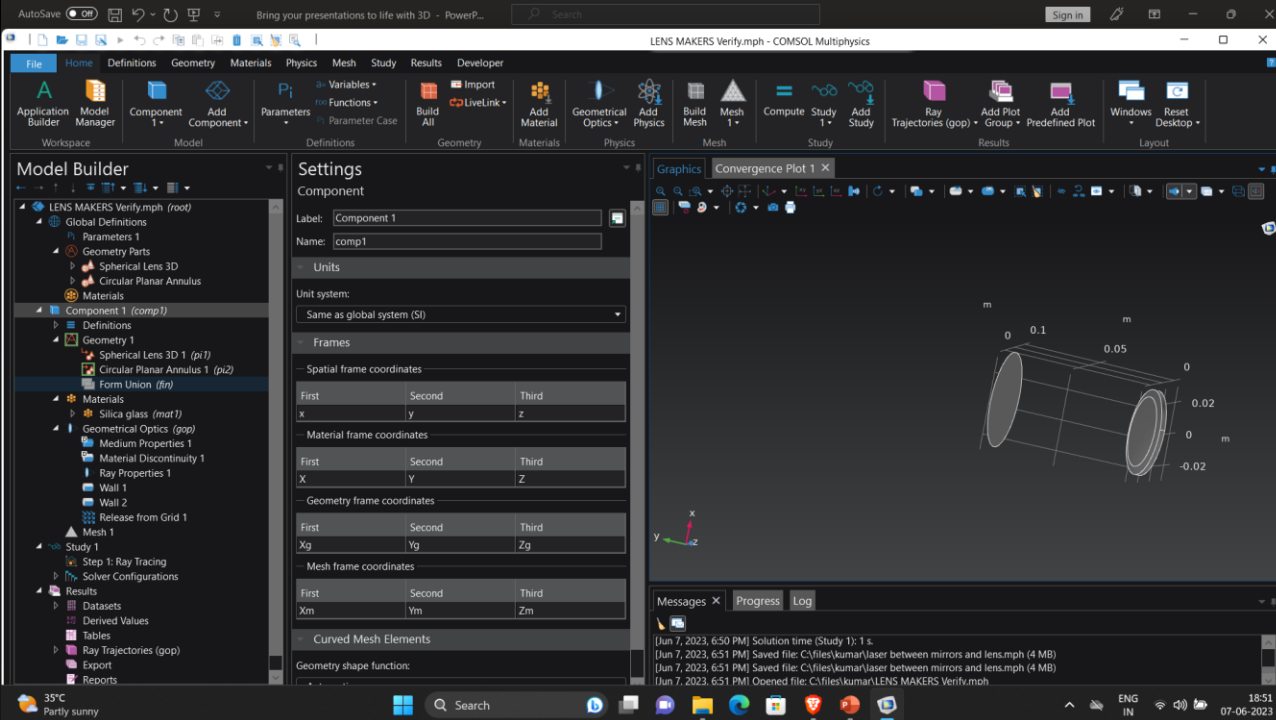 AutoSave Off Bring your presentations to life with 3D - PowerP... Search Sign in
LENS MAKERS Verify.mph - COMSOL Multiphysics
File Home Definitions Geometry Materials Physics Mesh Study Results Developer
Application Builder
Model Manager
Workspace
Component 1
Add Component
Model
Pi
Parameters
a= Variables
f(x) Functions
Pi Parameter Case
Definitions
Build All
Import
LiveLink
Geometry
Add Material
Materials
Geometrical Optics
Add Physics
Physics
Build Mesh
Mesh 1
Mesh
Compute
Study 1
Add Study
Study
Ray Trajectories (gop)
Add Plot Group
Add Predefined Plot
Results
Windows
Reset Desktop
Layout
Model Builder
LENS MAKERS Verify.mph (root)
Global Definitions
Pi Parameters 1
Geometry Parts
Spherical Lens 3D
Circular Planar Annulus
Materials
Component 1 (comp1)
Definitions
Geometry 1
Spherical Lens 3D 1 (pi1)
Circular Planar Annulus 1 (pi2)
Form Union (fin)
Materials
Silica glass (mat1)
Geometrical Optics (gop)
Medium Properties 1
Material Discontinuity 1
Ray Properties 1
Wall 1
Wall 2
Release from Grid 1
Mesh 1
Study 1
Step 1: Ray Tracing
Solver Configurations
Results
Datasets
Derived Values
Tables
Ray Trajectories (gop)
Export
Reports
Settings
Component
Label: Component 1
Name: comp1
Units
Unit system:
Same as global system (SI)
Frames
Spatial frame coordinates
First Second Third
x y z
Material frame coordinates
First Second Third
X Y Z
Geometry frame coordinates
First Second Third
Xg Yg Zg
Mesh frame coordinates
First Second Third
Xm Ym Zm
Curved Mesh Elements
Geometry shape function:
Graphics Convergence Plot 1
m
0 0.1
m
0.05
0
0.02
0
m
-0.02
x
y
z
Messages Progress Log
[Jun 7, 2023, 6:50 PM] Solution time (Study 1): 1 s.
[Jun 7, 2023, 6:51 PM] Saved file: C:\files\kumar\laser between mirrors and lens.mph (4 MB)
[Jun 7, 2023, 6:51 PM] Saved file: C:\files\kumar\laser between mirrors and lens.mph (4 MB)
[Jun 7, 2023, 6:51 PM] Opened file: C:\files\kumar\LENS MAKERS Verify.mph
35°C
Partly sunny
Search
ENG
IN
18:51
07-06-2023